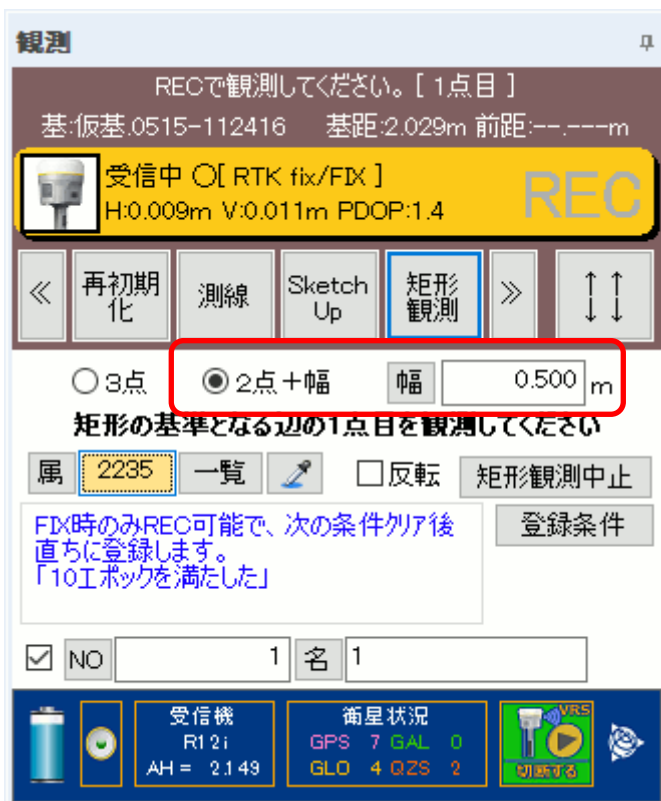 観測
RECで観測してください。[ 1点目 ]
基:仮基.0515-112416 基距:2.029m 前距:--.---m
受信中 〇[ RTK fix/FIX ]
H:0.009m V:0.011m PDOP:1.4
REC
≪ 再初期化 測線 Sketch Up 矩形観測 ≫ ↑↑↓↓
3点 2点+幅 幅 0.500 m
矩形の基準となる辺の1点目を観測してください
属 2235 一覧 反転 矩形観測中止
FIX時のみREC可能で、次の条件クリア後
直ちに登録します。
「10エポックを満たした」
登録条件
NO 1 名 1
受信機
R12i
AH = 2.149
衛星状況
GPS 7 GAL 0
GLO 4 QZS 2
VRS
切断する